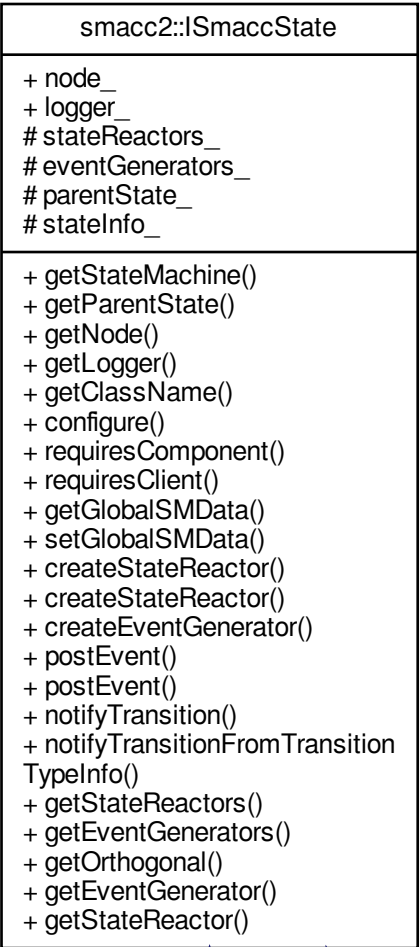 smacc2::ISmaccState
+ node_
+ logger_
# stateReactors_
# eventGenerators_
# parentState_
# stateInfo_
+ getStateMachine()
+ getParentState()
+ getNode()
+ getLogger()
+ getClassName()
+ configure()
+ requiresComponent()
+ requiresClient()
+ getGlobalSMData()
+ setGlobalSMData()
+ createStateReactor()
+ createStateReactor()
+ createEventGenerator()
+ postEvent()
+ postEvent()
+ notifyTransition()
+ notifyTransitionFromTransition
TypeInfo()
+ getStateReactors()
+ getEventGenerators()
+ getOrthogonal()
+ getEventGenerator()
+ getStateReactor()